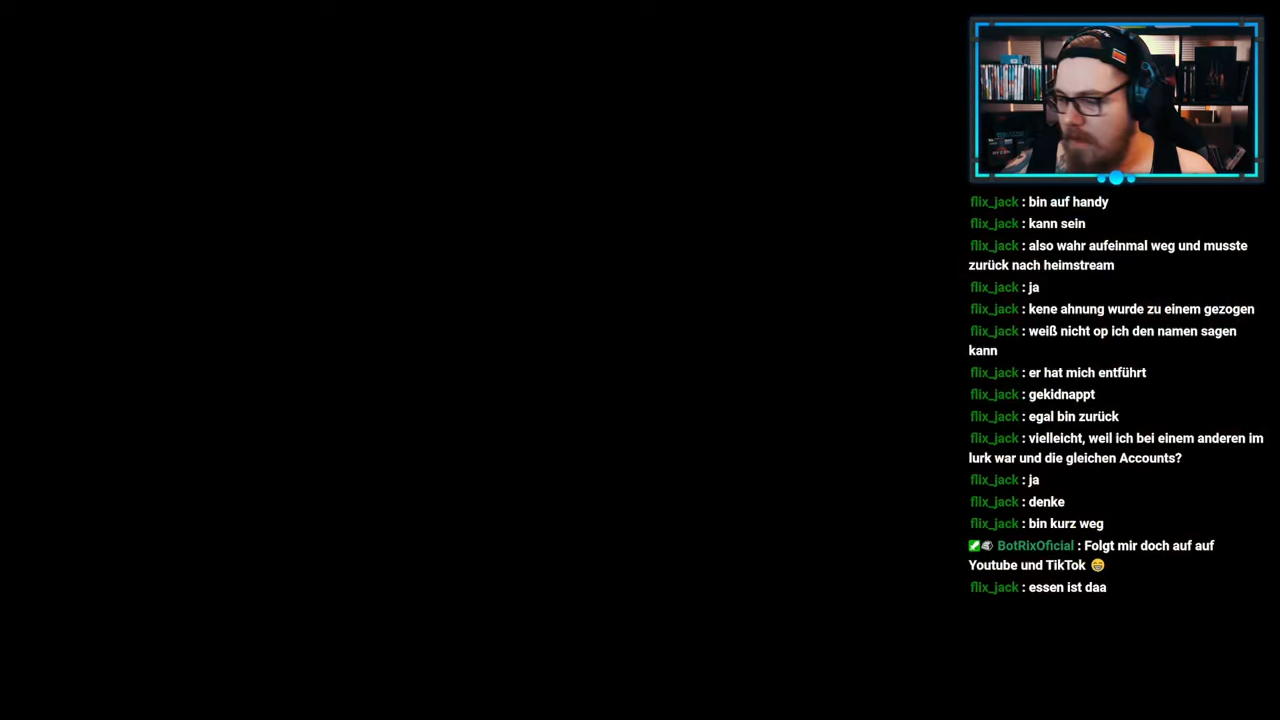 flix_jack : bin auf handy
flix_jack : kann sein
flix_jack : also wahr aufeinmal weg und musste
zurück nach heimstream
flix_jack : ja
flix_jack : kene ahnung wurde zu einem gezogen
flix_jack : weiß nicht op ich den namen sagen
kann
flix_jack : er hat mich entführt
flix_jack : gekidnappt
flix_jack : egal bin zurück
flix_jack : vielleicht, weil ich bei einem anderen im
lurk war und die gleichen Accounts?
flix_jack : ja
flix_jack : denke
flix_jack : bin kurz weg
BotRixOficial : Folgt mir doch auf auf
Youtube und TikTok 😁
flix_jack : essen ist daa